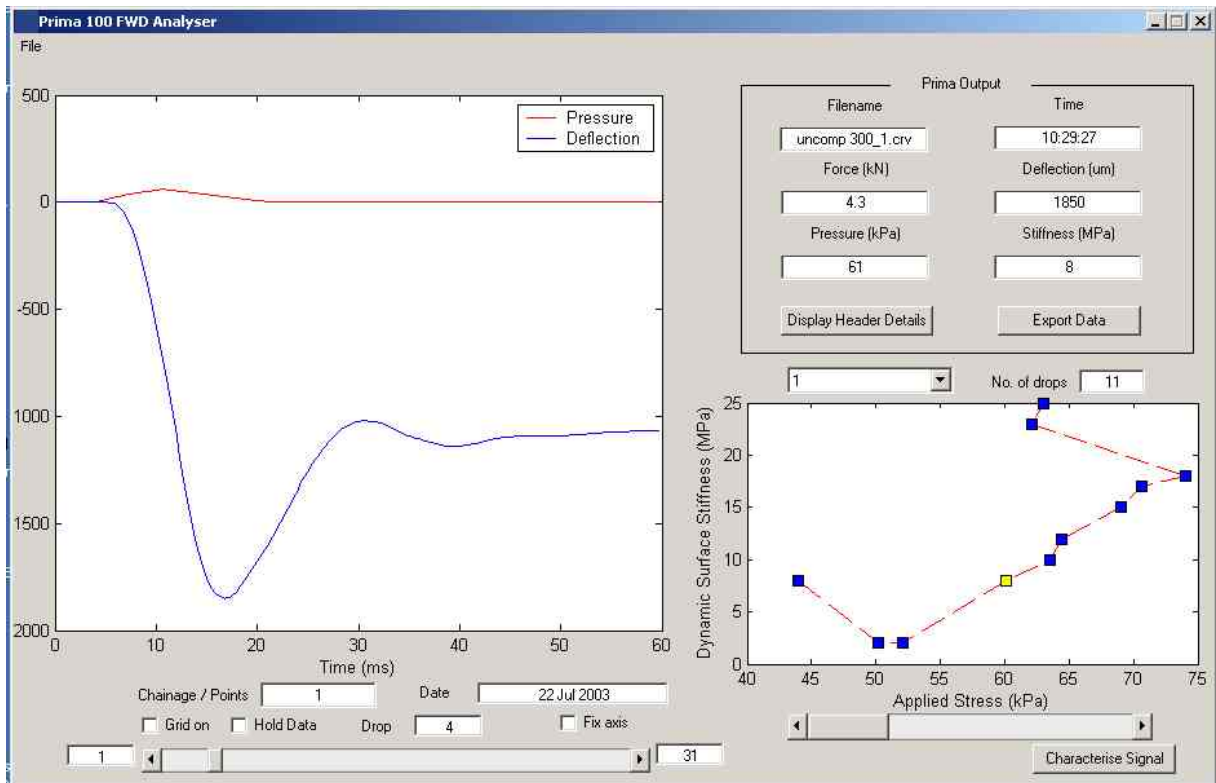 Prima 100 FWD Analyser
File
500
0
-500
1000
1500
2000
0 10 20 30 40 50 60
Time (ms)
Pressure
Deflection
Prima Output
Filename Time
uncomp 300_1.crv 10:29:27
Force (kN) Deflection (um)
4.3 1850
Pressure (kPa) Stiffness (MPa)
61 8
Display Header Details Export Data
1 No. of drops 11
Dynamic Surface Stiffness (MPa)
25
20
15
10
5
0
40 45 50 55 60 65 70 75
Applied Stress (kPa)
Chainage / Points 1 Date 22 Jul 2003
Grid on Hold Data Drop 4 Fix axis
1 31
Characterise Signal